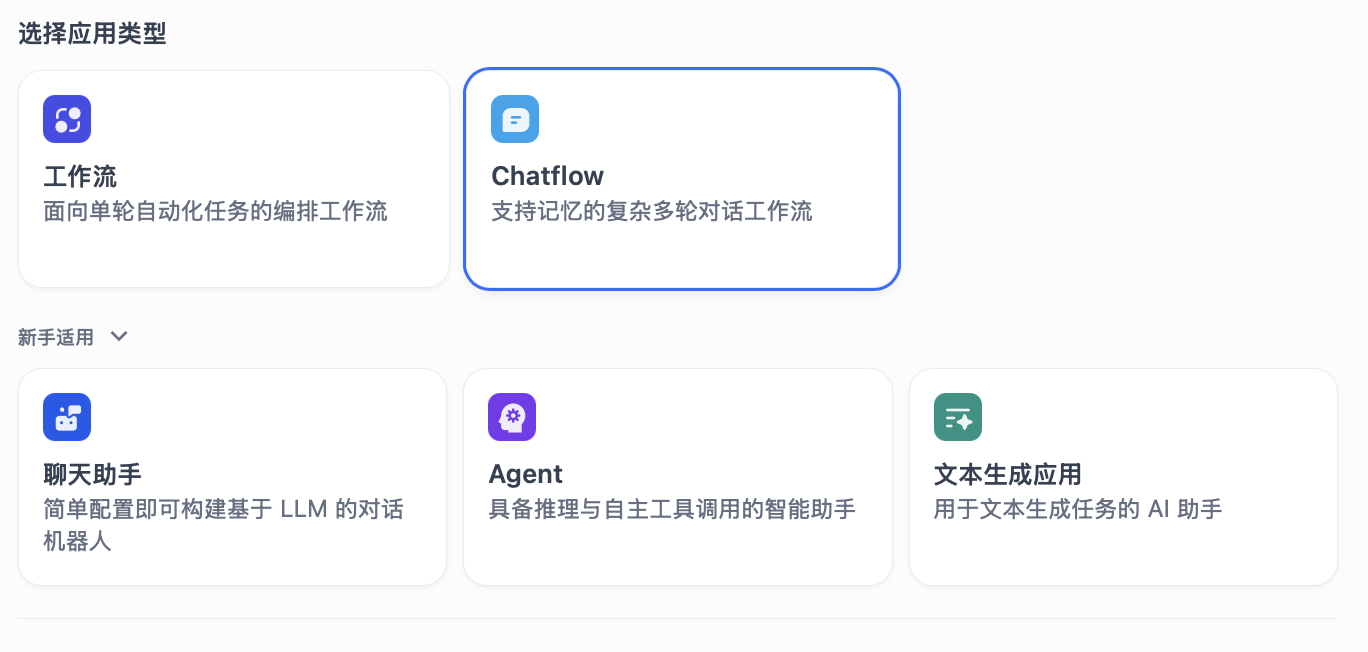 选择应用类型
工作流
面向单轮自动化任务的编排工作流
Chatflow
支持记忆的复杂多轮对话工作流
新手适用
聊天助手
简单配置即可构建基于 LLM 的对话
机器人
Agent
具备推理与自主工具调用的智能助手
文本生成应用
用于文本生成任务的 AI 助手